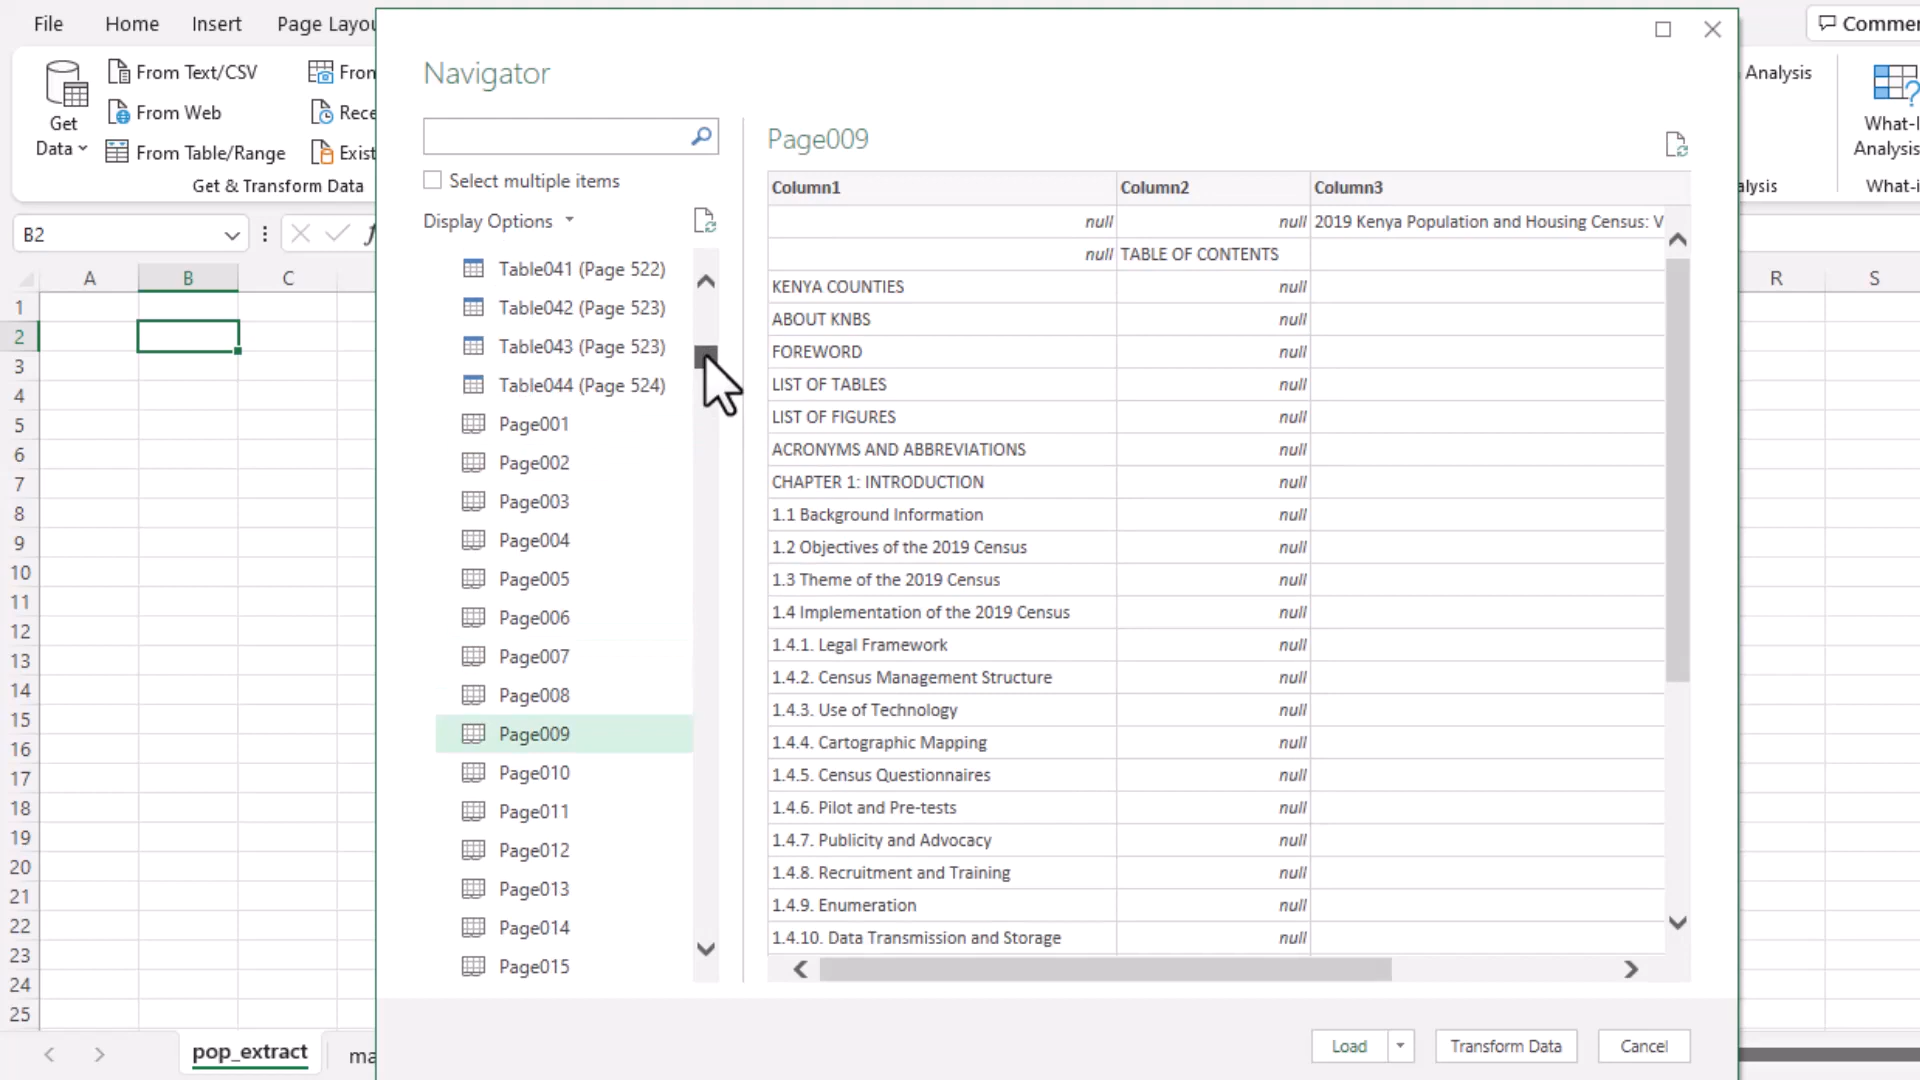 File Home Insert Page Layou
Commen
From Text/CSV
From Web
From Table/Range
Get
Data
Fron
Rece
Exist
Get & Transform Data
Analysis
What-I
Analysis
alysis
What-i
B2
A B C R S
1
2
3
4
5
6
7
8
9
10
11
12
13
14
15
16
17
18
19
20
21
22
23
24
25
pop_extract
ma
Navigator
Select multiple items
Display Options
Table041 (Page 522)
Table042 (Page 523)
Table043 (Page 523)
Table044 (Page 524)
Page001
Page002
Page003
Page004
Page005
Page006
Page007
Page008
Page009
Page010
Page011
Page012
Page013
Page014
Page015
Page009
Column1 Column2 Column3
null null 2019 Kenya Population and Housing Census: V
null TABLE OF CONTENTS
KENYA COUNTIES null
ABOUT KNBS null
FOREWORD null
LIST OF TABLES null
LIST OF FIGURES null
ACRONYMS AND ABBREVIATIONS null
CHAPTER 1: INTRODUCTION null
1.1 Background Information null
1.2 Objectives of the 2019 Census null
1.3 Theme of the 2019 Census null
1.4 Implementation of the 2019 Census null
1.4.1. Legal Framework null
1.4.2. Census Management Structure null
1.4.3. Use of Technology null
1.4.4. Cartographic Mapping null
1.4.5. Census Questionnaires null
1.4.6. Pilot and Pre-tests null
1.4.7. Publicity and Advocacy null
1.4.8. Recruitment and Training null
1.4.9. Enumeration null
1.4.10. Data Transmission and Storage null
Load Transform Data Cancel